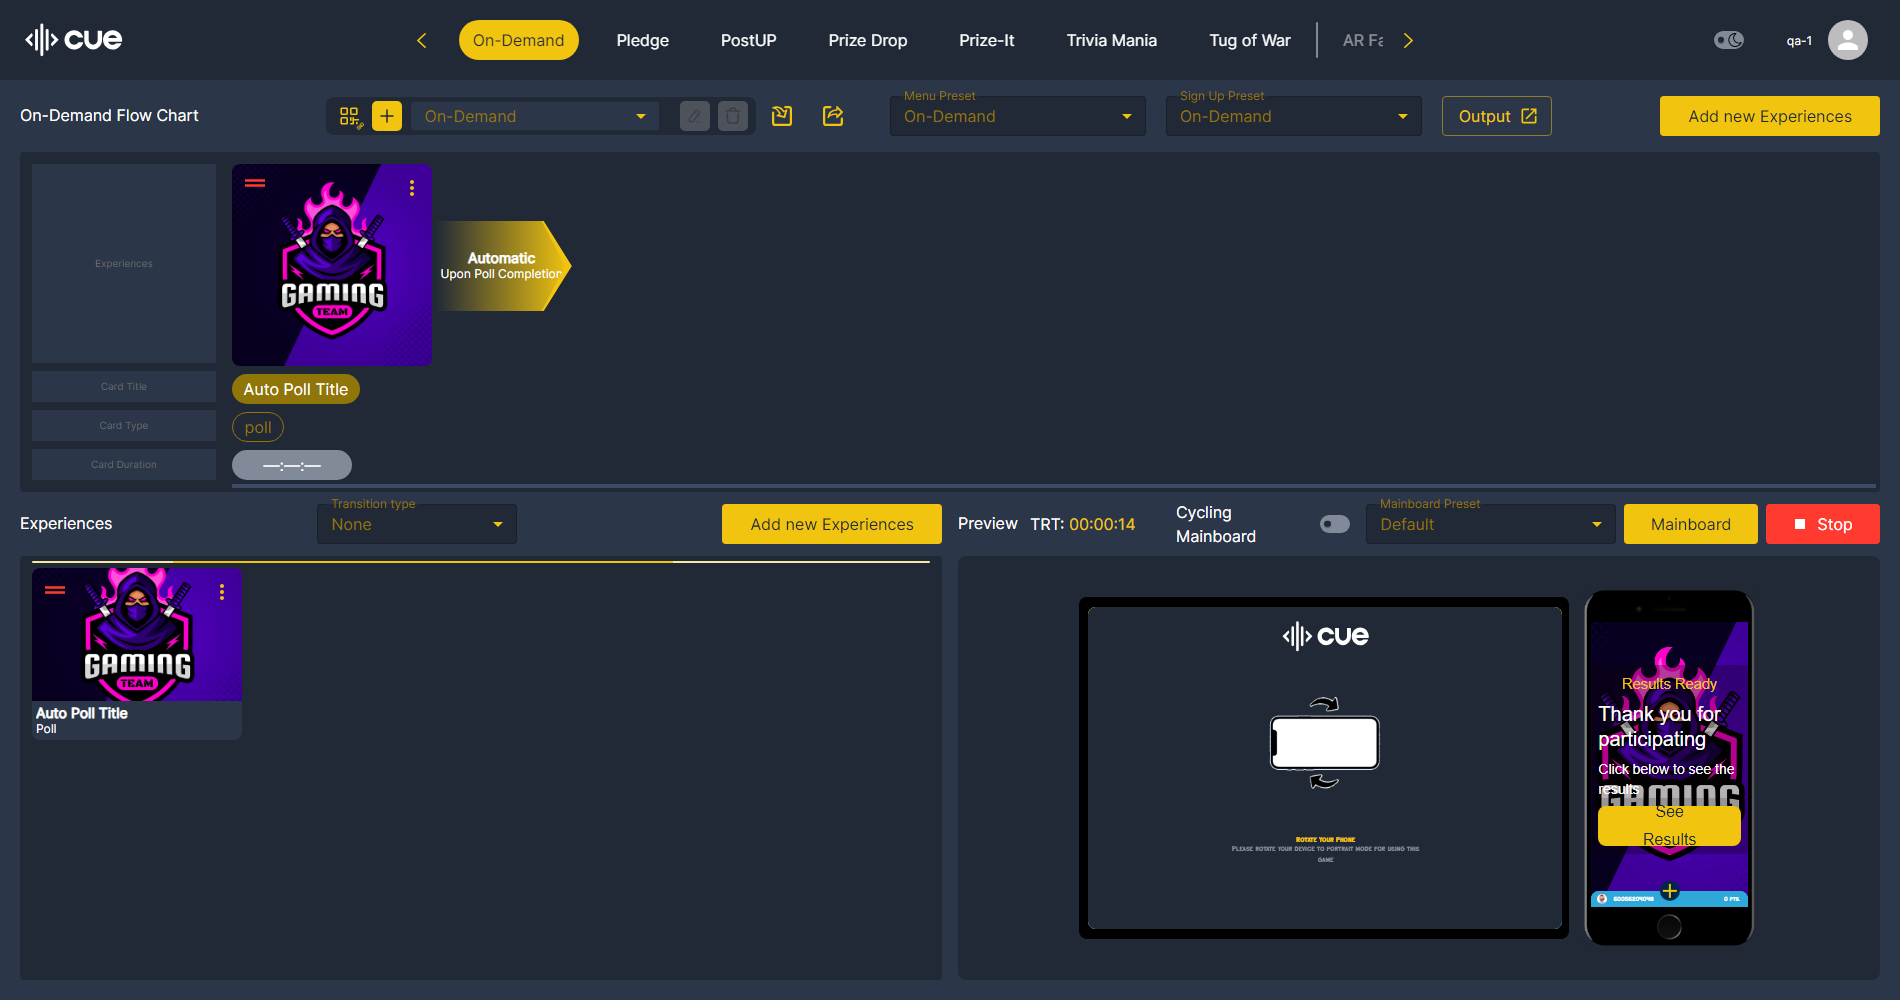 cue
On-Demand
Pledge
PostUP
Prize Drop
Prize-It
Trivia Mania
Tug of War
AR Fa
qa-1
On-Demand Flow Chart
On-Demand
Menu Preset
On-Demand
Sign Up Preset
On-Demand
Output
Add new Experiences
Experiences
GAMING
TEAM
Automatic
Upon Poll Completion
Card Title
Auto Poll Title
Card Type
poll
Card Duration
—:—:—
Experiences
Transition type
None
Add new Experiences
Preview
TRT: 00:00:14
Cycling
Mainboard
Mainboard Preset
Default
Mainboard
Stop
GAMING
TEAM
Auto Poll Title
Poll
cue
Rotate Your Phone
Please rotate your device to portrait mode for using this
game
Results Ready
Thank you for
participating
Click below to see the
results
GAMING
See
Results
0 PTS.